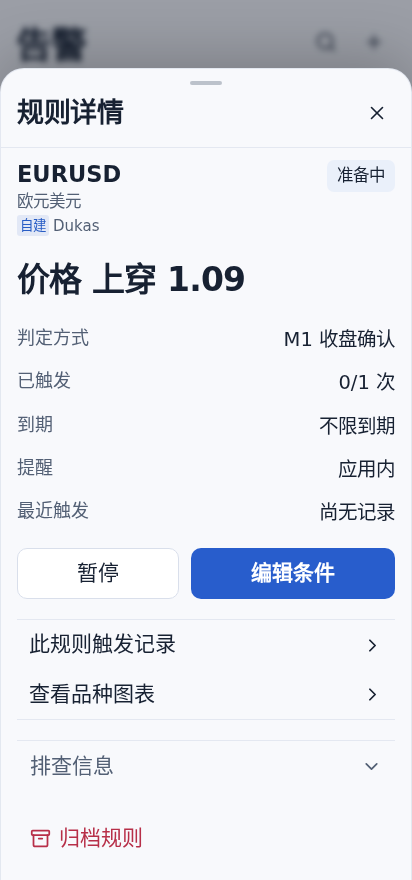 告警
规则详情
EURUSD
准备中
欧元美元
自建 Dukas
价格 上穿 1.09
判定方式 M1 收盘确认
已触发 0/1 次
到期 不限到期
提醒 应用内
最近触发 尚无记录
暂停 编辑条件
此规则触发记录
查看品种图表
排查信息
归档规则